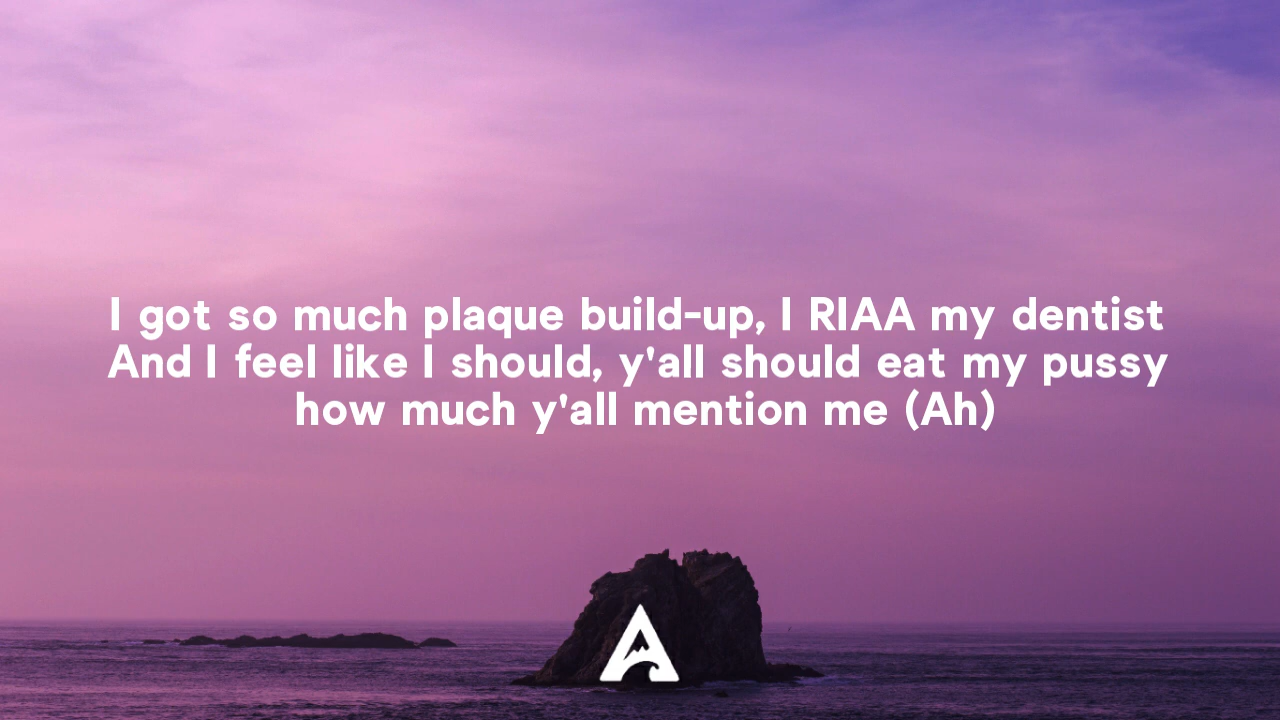 I got so much plaque build-up, I RIAA my dentist
And I feel like I should, y'all should eat my pussy
how much y'all mention me (Ah)